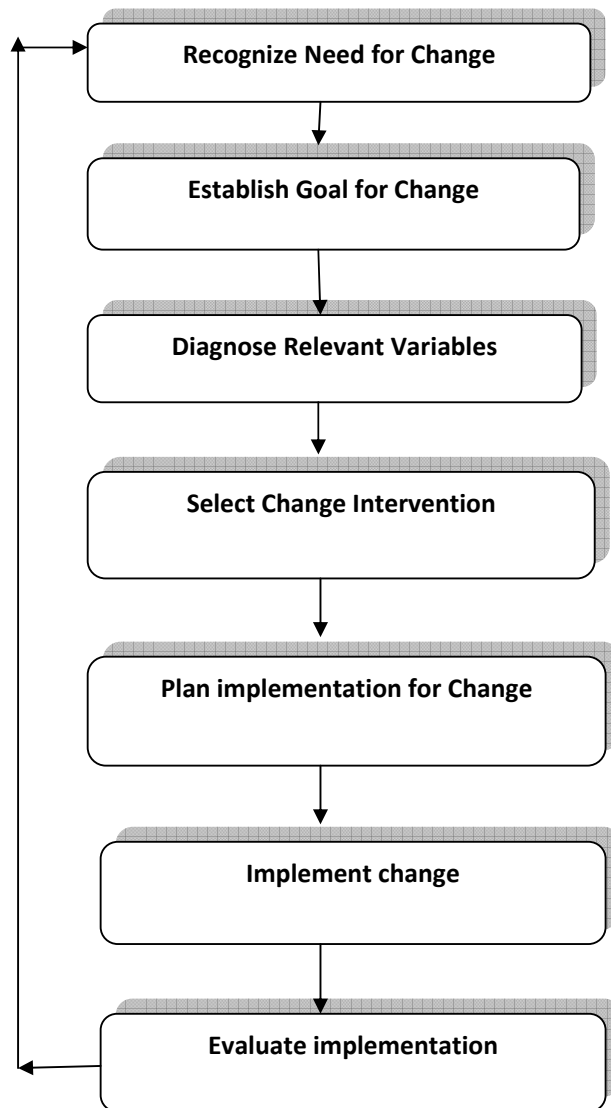 Recognize Need for Change
Establish Goal for Change
Diagnose Relevant Variables
Select Change Intervention
Plan implementation for Change
Implement change
Evaluate implementation